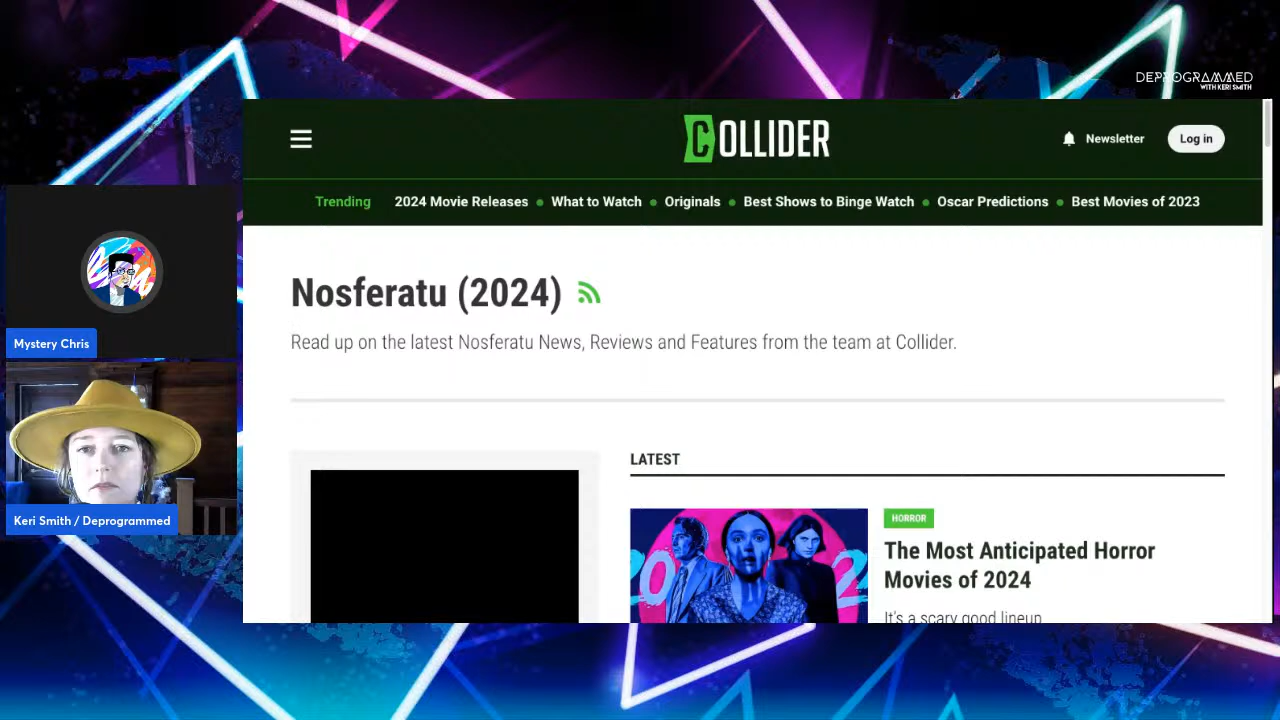 DEPROGRAMMED
WITH KERI SMITH
COLLIDER
Newsletter
Log in
Trending
2024 Movie Releases
What to Watch
Originals
Best Shows to Binge Watch
Oscar Predictions
Best Movies of 2023
Nosferatu (2024)
Read up on the latest Nosferatu News, Reviews and Features from the team at Collider.
Mystery Chris
Keri Smith / Deprogrammed
LATEST
HORROR
The Most Anticipated Horror
Movies of 2024
It's a scary good lineup